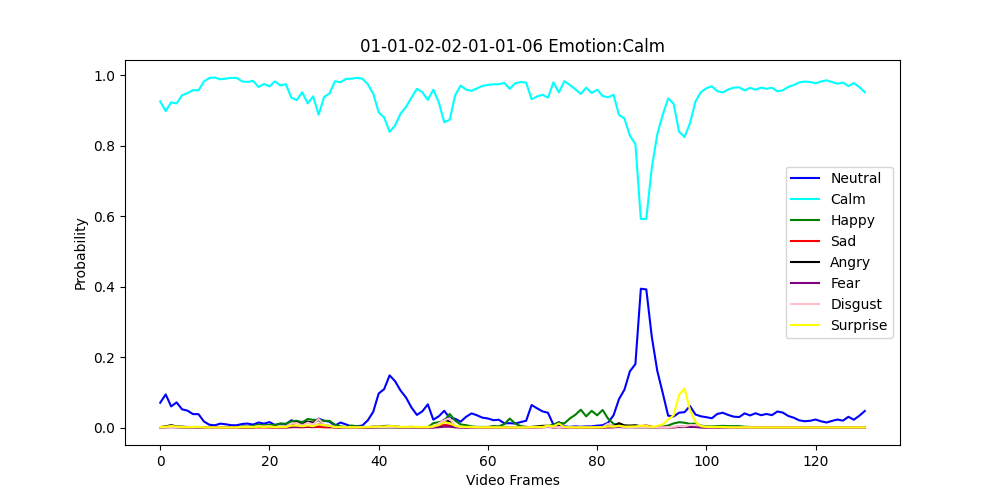 01-01-02-02-01-01-06 Emotion:Calm
Probability
1.0
0.8
0.6
0.4
0.2
0.0
Neutral
Calm
Happy
Sad
Angry
Fear
Disgust
Surprise
0 20 40 60 80 100 120
Video Frames